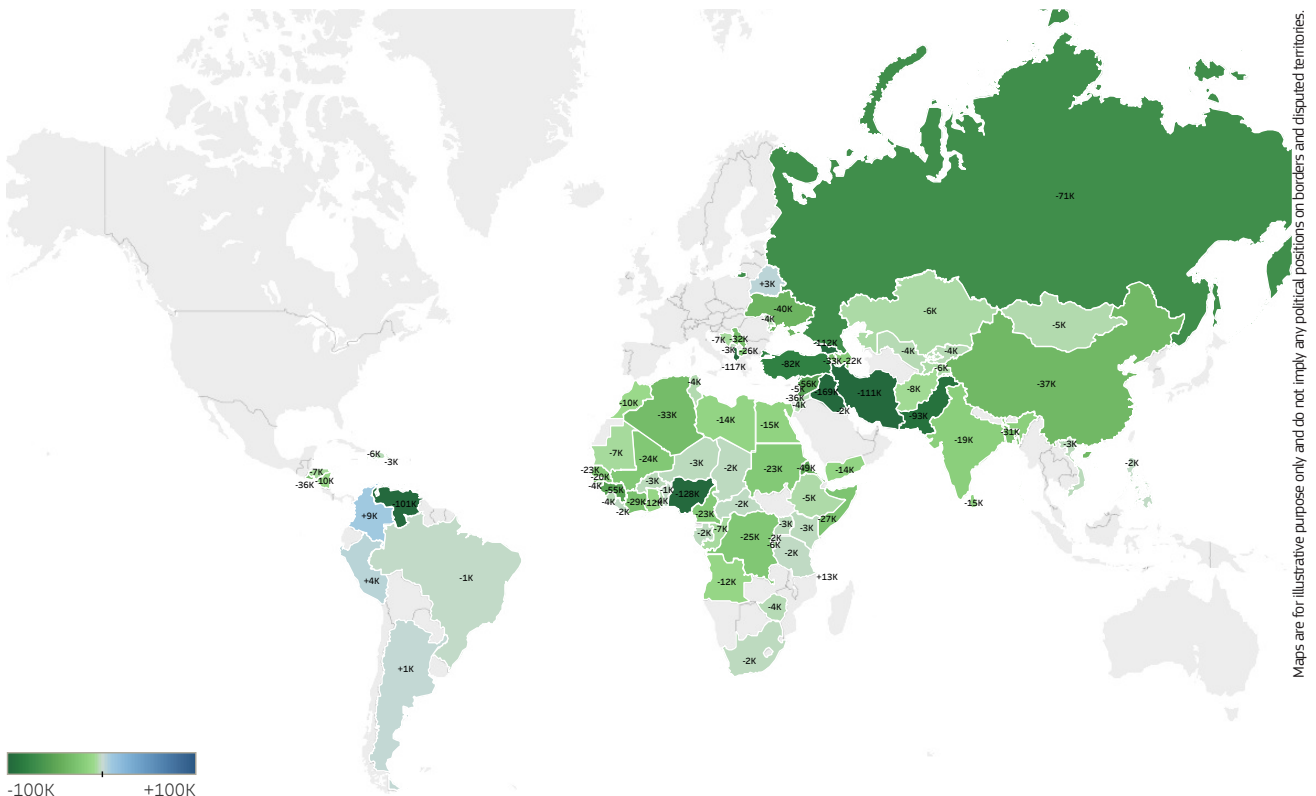 -71K
+3K
-40K
-4K
-6K
-5K
-7K
-32K
-3K
-26K
-117K
-112K
-33K
-22K
-4K
-4K
-6K
-82K
-56K
-5K
-36K
-4K
-169K
-111K
-8K
-37K
-2K
-93K
-4K
-10K
-33K
-14K
-15K
-19K
-31K
-3K
-2K
-6K
-3K
-7K
-36K
-10K
-7K
-24K
-3K
-2K
-23K
-49K
-14K
-23K
-20K
-4K
-55K
-4K
-2K
-29K
-3K
-1K
-128K
-23K
-2K
-5K
-27K
-15K
-101K
+9K
-2K
-7K
-25K
-3K
-3K
-2K
-6K
-2K
+4K
-1K
-12K
+13K
-4K
+1K
-2K
-100K
+100K
Maps are for illustrative purpose only and do not imply any political positions on borders and disputed territories.